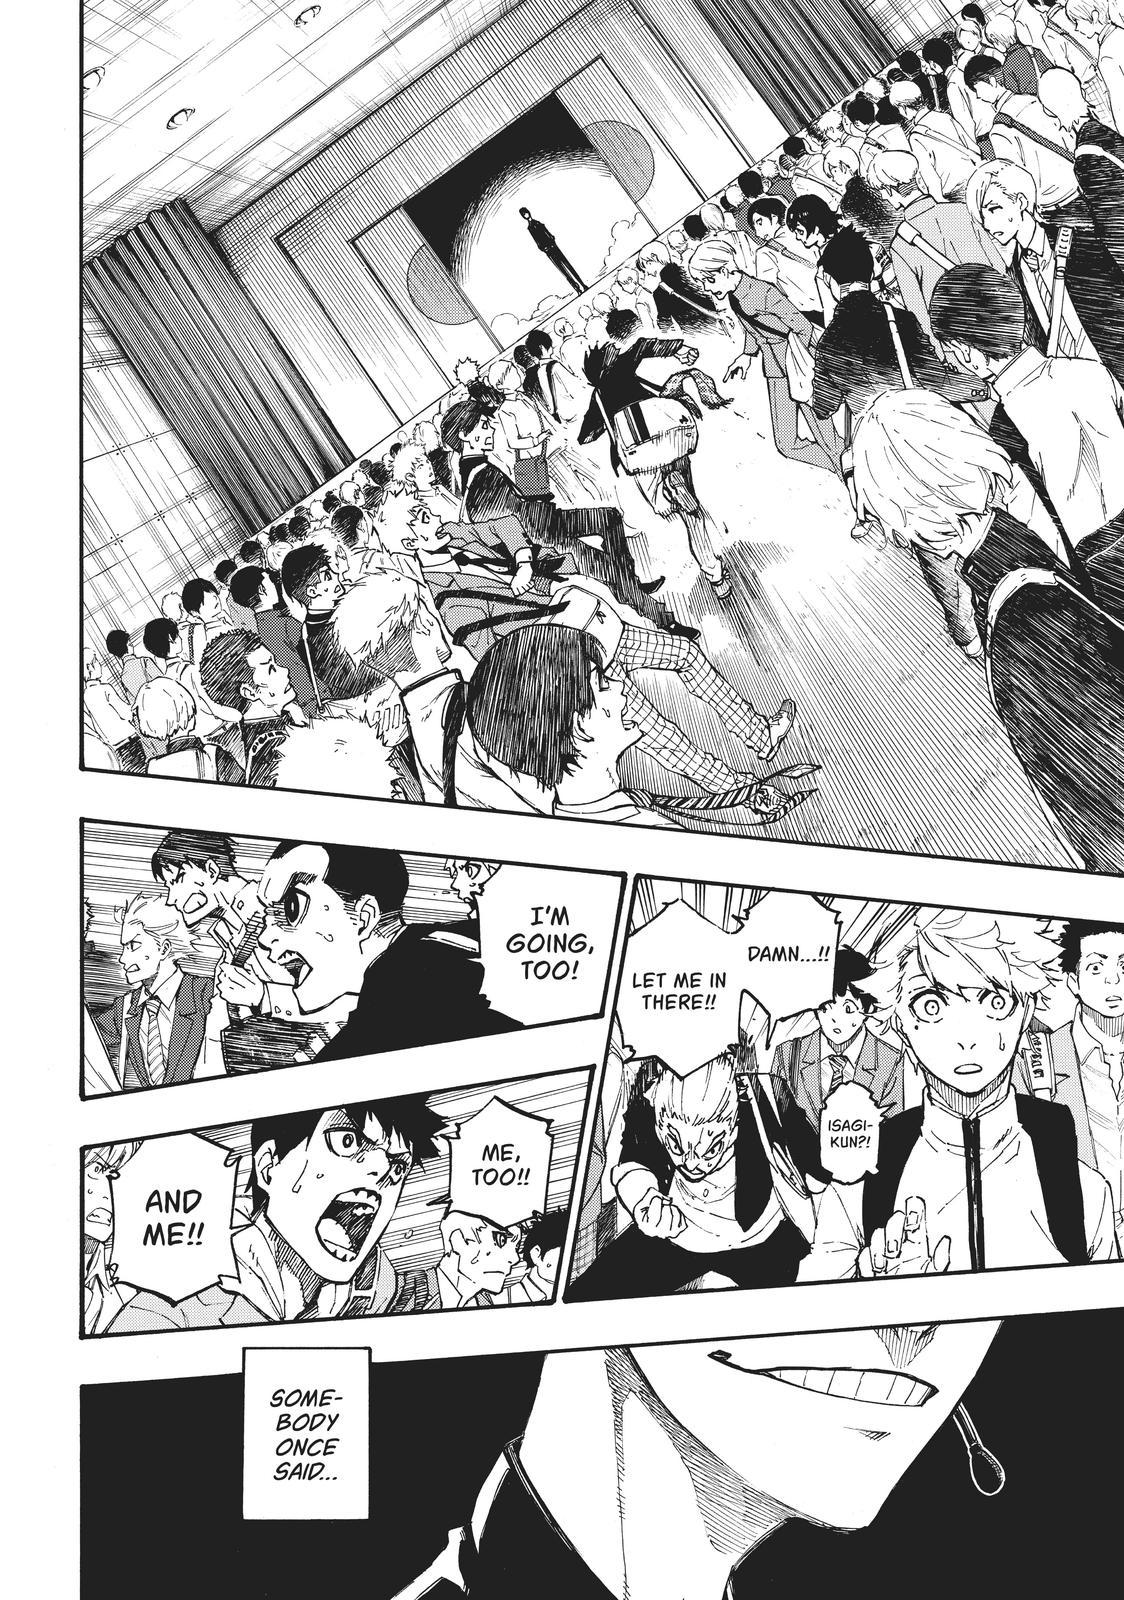 DAMN...!!
LET ME IN
THERE!!
ISAGI-
KUN?!
I'M
GOING,
TOO!
ME,
TOO!!
AND
ME!!
SOME-
BODY
ONCE
SAID...